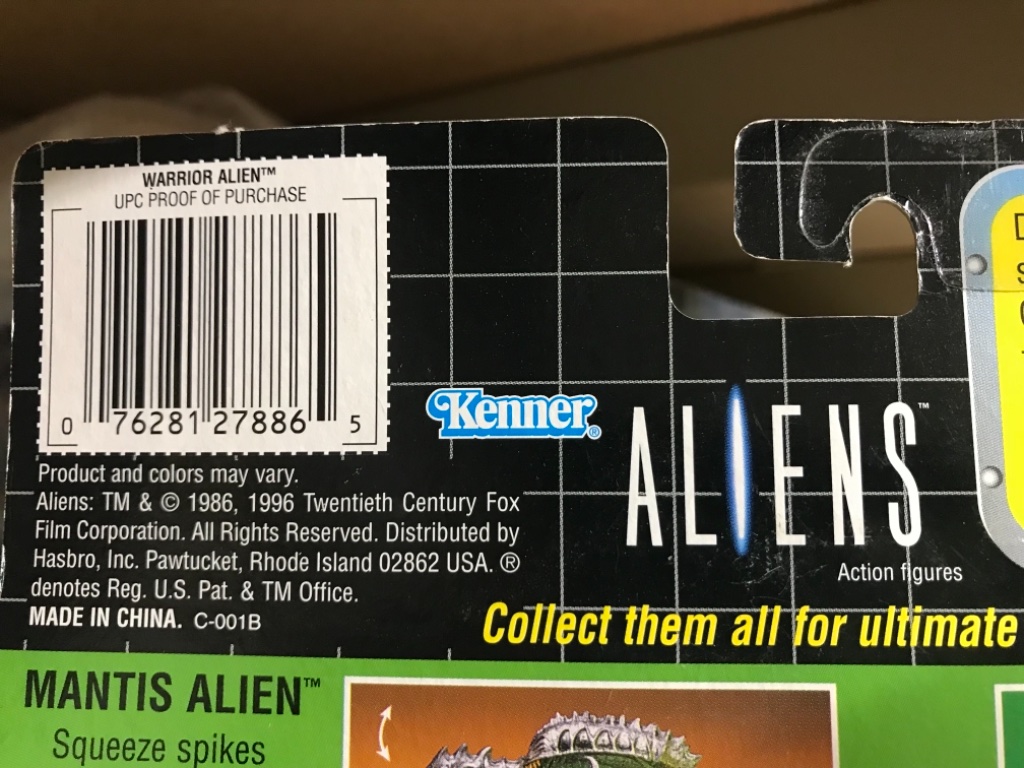 WARRIOR ALIEN™
UPC PROOF OF PURCHASE
0 76281 27886 5
Product and colors may vary.
Aliens: TM & © 1986, 1996 Twentieth Century Fox
Film Corporation. All Rights Reserved. Distributed by
Hasbro, Inc. Pawtucket, Rhode Island 02862 USA. ®
denotes Reg. U.S. Pat. & TM Office.
MADE IN CHINA. C-001B
Kenner®
ALIENS™
Action figures
Collect them all for ultimate
MANTIS ALIEN™
Squeeze spikes